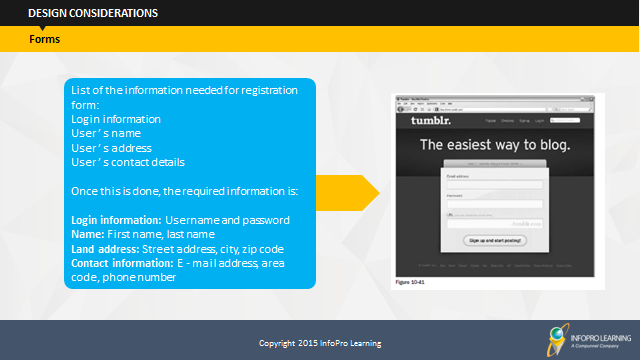 DESIGN CONSIDERATIONS
Forms
List of the information needed for registration
form:
Login information
User's name
User's address
User's contact details
Once this is done, the required information is:
Login information: Username and password
Name: First name, last name
Land address: Street address, city, zip code
Contact information: E - mail address, area
code, phone number
tumblr.
The easiest way to blog.
Email address
Password
Sign up and start posting!
Figure 10-41
Copyright 2015 InfoPro Learning
INFOPRO LEARNING
A Compunnel Company